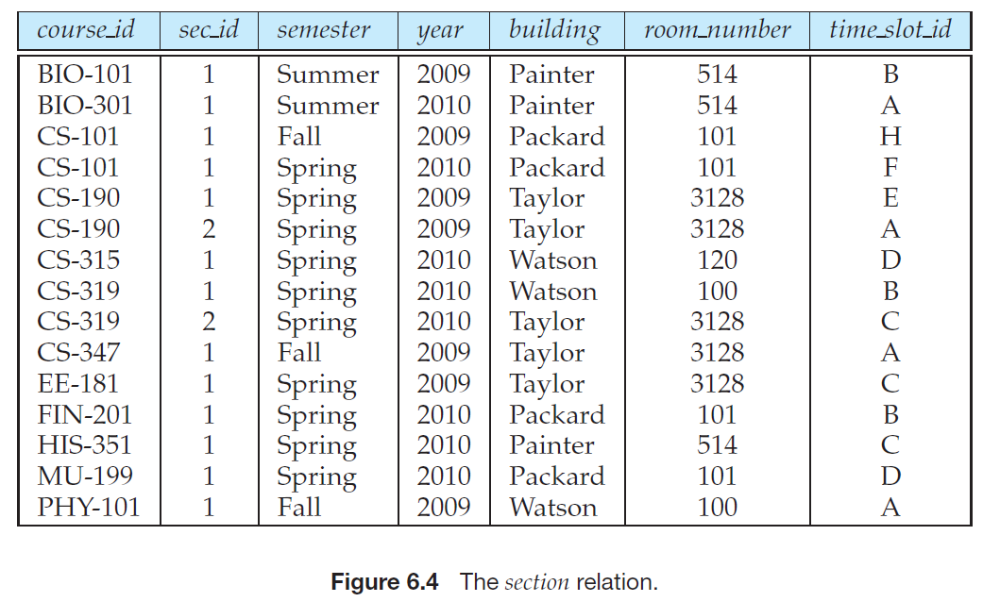 course_id sec_id semester year building room_number time_slot_id
BIO-101 1 Summer 2009 Painter 514 B
BIO-301 1 Summer 2010 Painter 514 A
CS-101 1 Fall 2009 Packard 101 H
CS-101 1 Spring 2010 Packard 101 F
CS-190 1 Spring 2009 Taylor 3128 E
CS-190 2 Spring 2009 Taylor 3128 A
CS-315 1 Spring 2010 Watson 120 D
CS-319 1 Spring 2010 Watson 100 B
CS-319 2 Spring 2010 Taylor 3128 C
CS-347 1 Fall 2009 Taylor 3128 A
EE-181 1 Spring 2009 Taylor 3128 C
FIN-201 1 Spring 2010 Packard 101 B
HIS-351 1 Spring 2010 Painter 514 C
MU-199 1 Spring 2010 Packard 101 D
PHY-101 1 Fall 2009 Watson 100 A
Figure 6.4 The section relation.